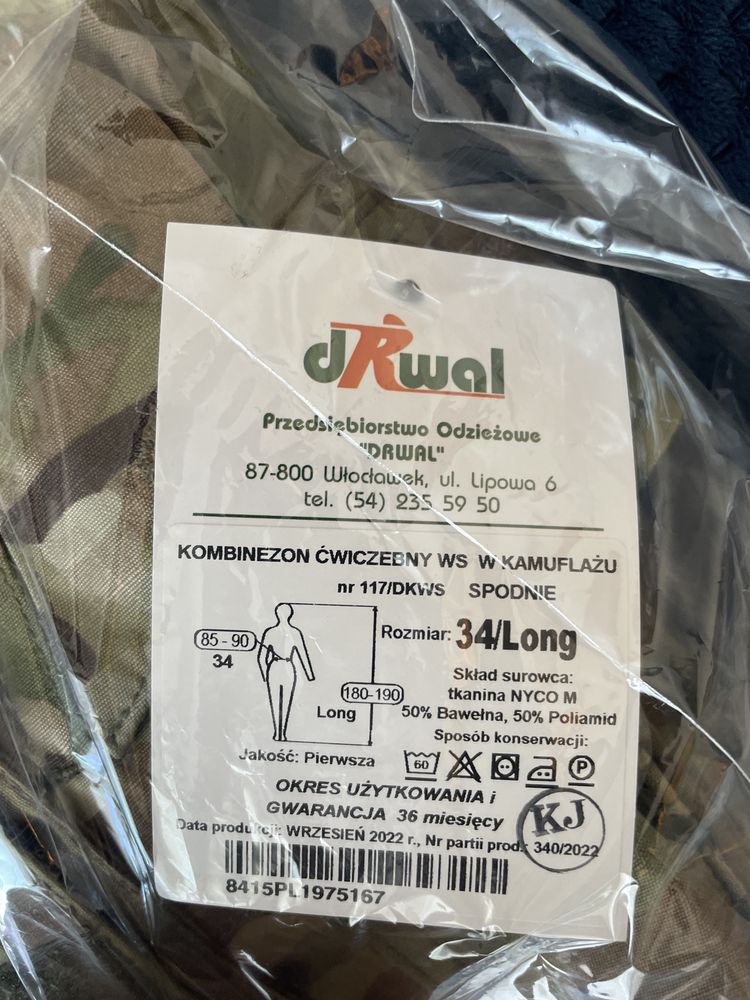 dRwal
Przedsiębiorstwo Odzieżowe
"DRWAL"
87-800 Włocławek, ul. Lipowa 6
tel. (54) 235 59 50
KOMBINEZON ĆWICZEBNY WS W KAMUFLAŻU
nr 117/DKWS SPODNIE
Rozmiar: 34/Long
85 - 90
34
180-190
Long
Skład surowca:
tkanina NYCO M
50% Bawełna, 50% Poliamid
Sposób konserwacji:
60
P
Jakość: Pierwsza
OKRES UŻYTKOWANIA i
GWARANCJA 36 miesięcy
KJ
Data produkcji: WRZESIEŃ 2022 r., Nr partii prod.: 340/2022
8415PL1975167